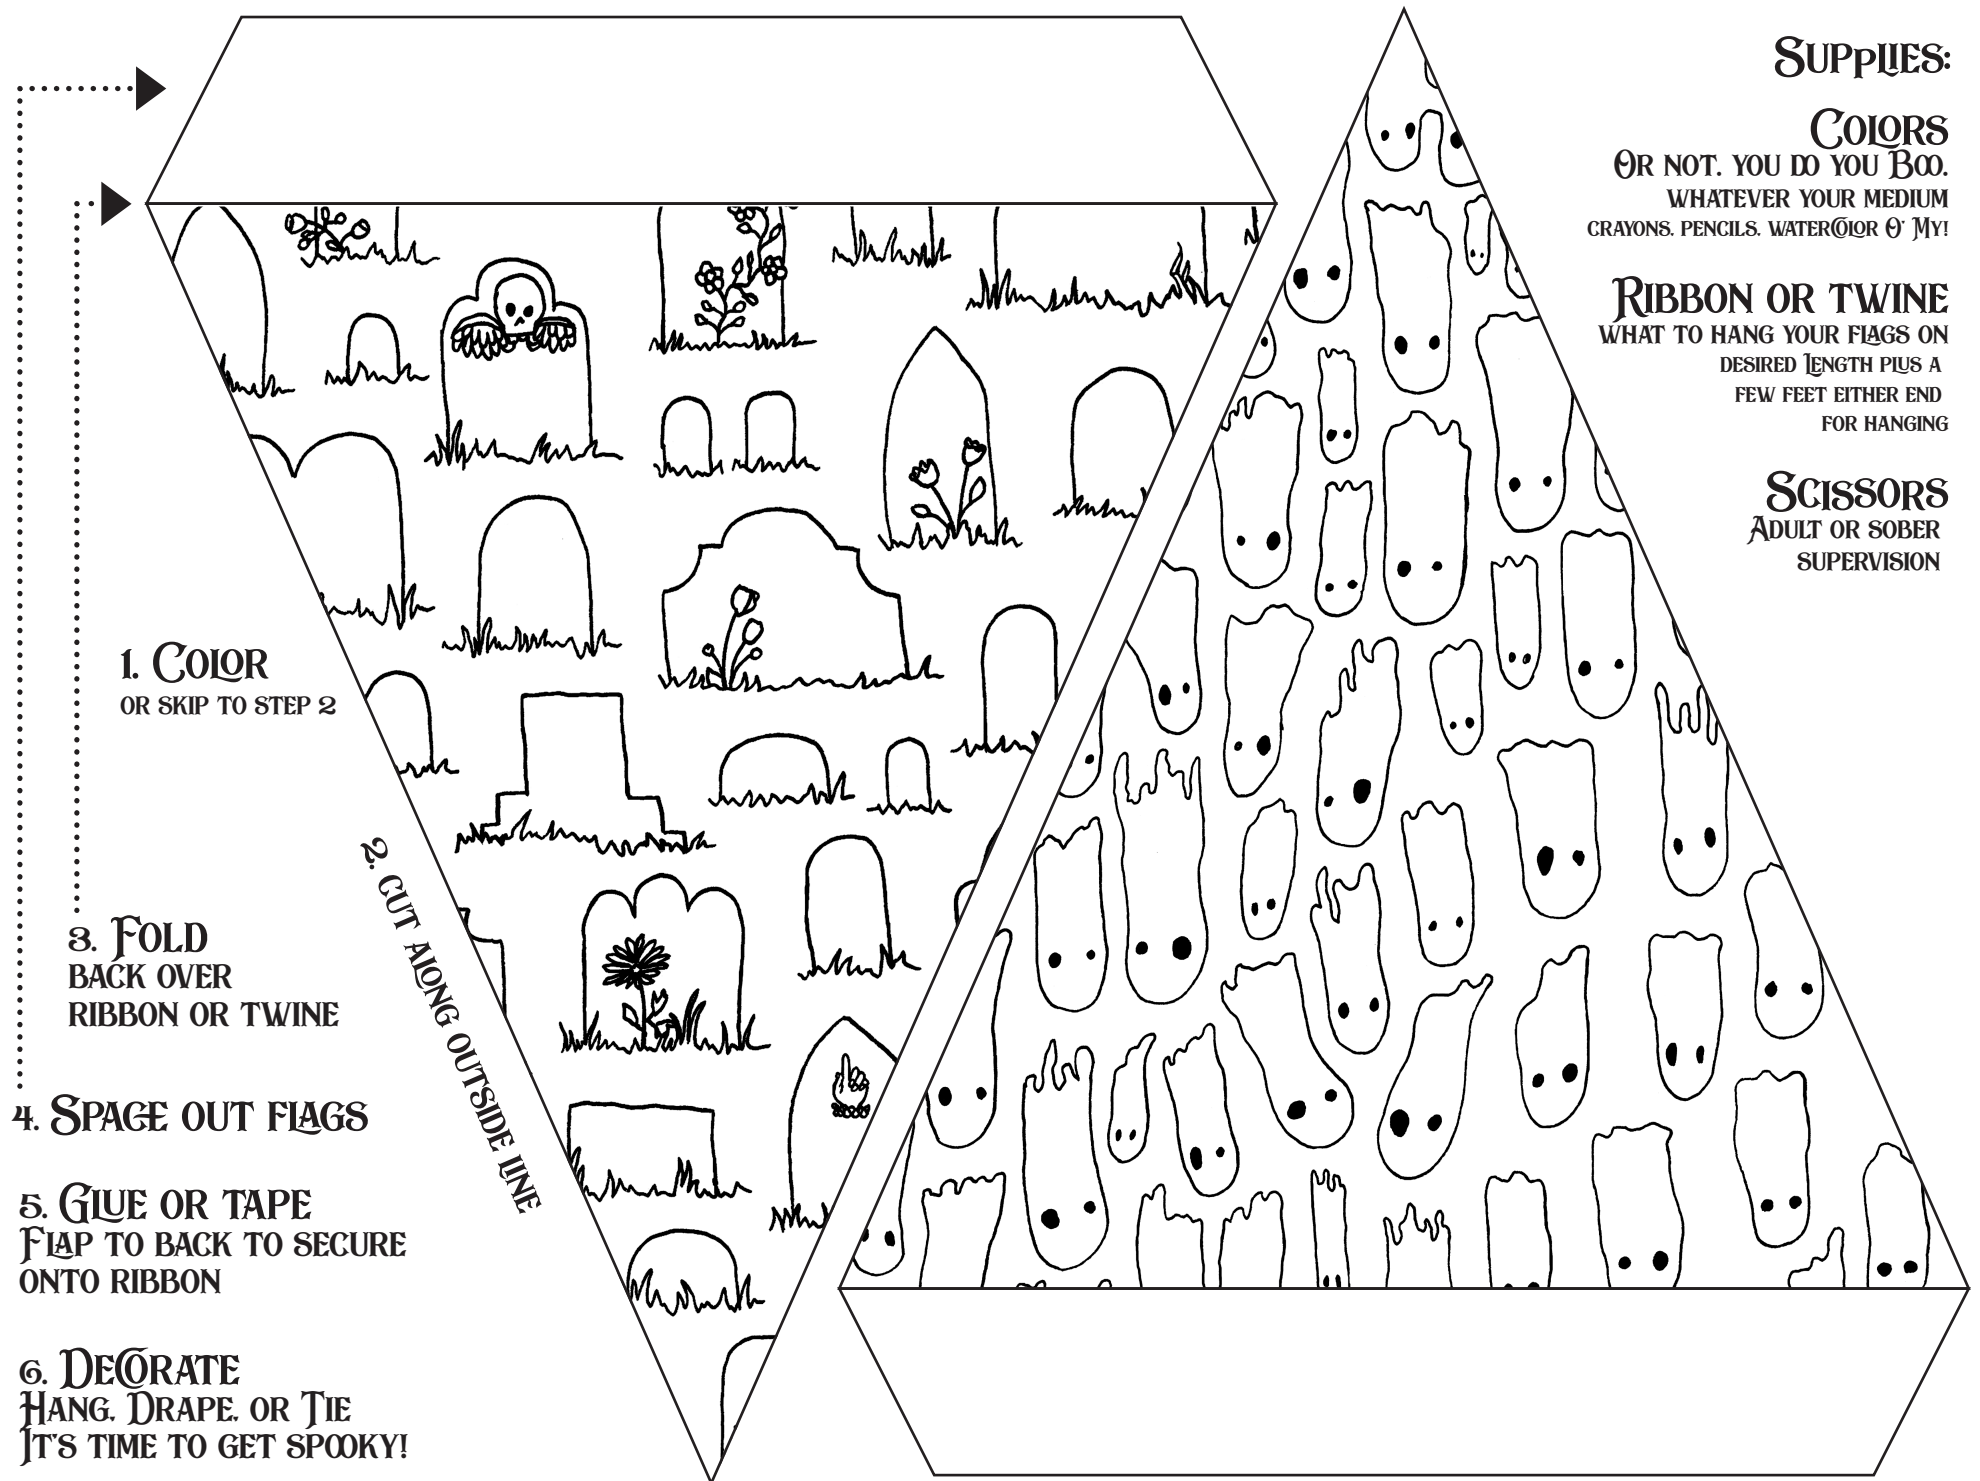 Supplies:
Colors
Or not. you do you Boo.
whatever your medium
crayons. pencils. watercolor O' My!
Ribbon or twine
what to hang your flags on
desired length plus a
few feet either end
for hanging
Scissors
Adult or sober
supervision
1. Color
or skip to step 2
2. cut along outside line
3. Fold
back over
ribbon or twine
4. Space out flags
5. Glue or tape
Flap to back to secure
onto ribbon
6. Decorate
Hang. Drape. or Tie
It's time to get spooky!